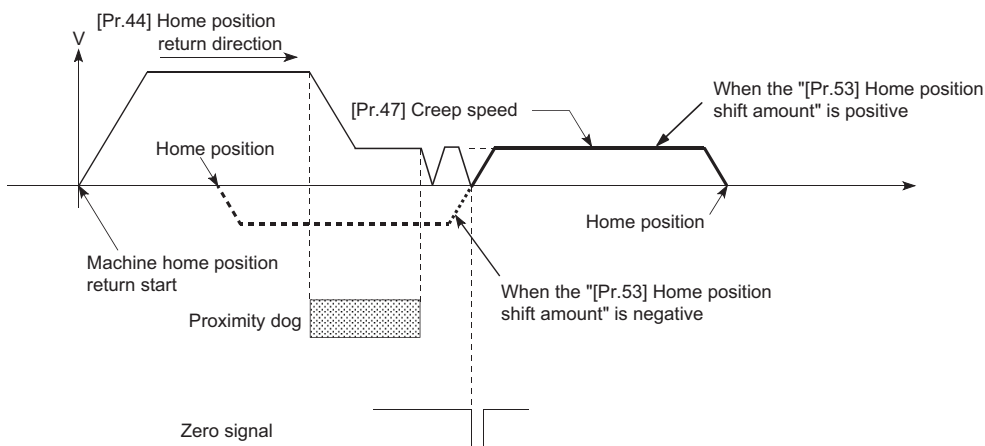 [Pr.44] Home position
return direction
V
When the "[Pr.53] Home position
shift amount" is positive
[Pr.47] Creep speed
Home position
Home position
Machine home position
return start
When the "[Pr.53] Home position
shift amount" is negative
Proximity dog
Zero signal